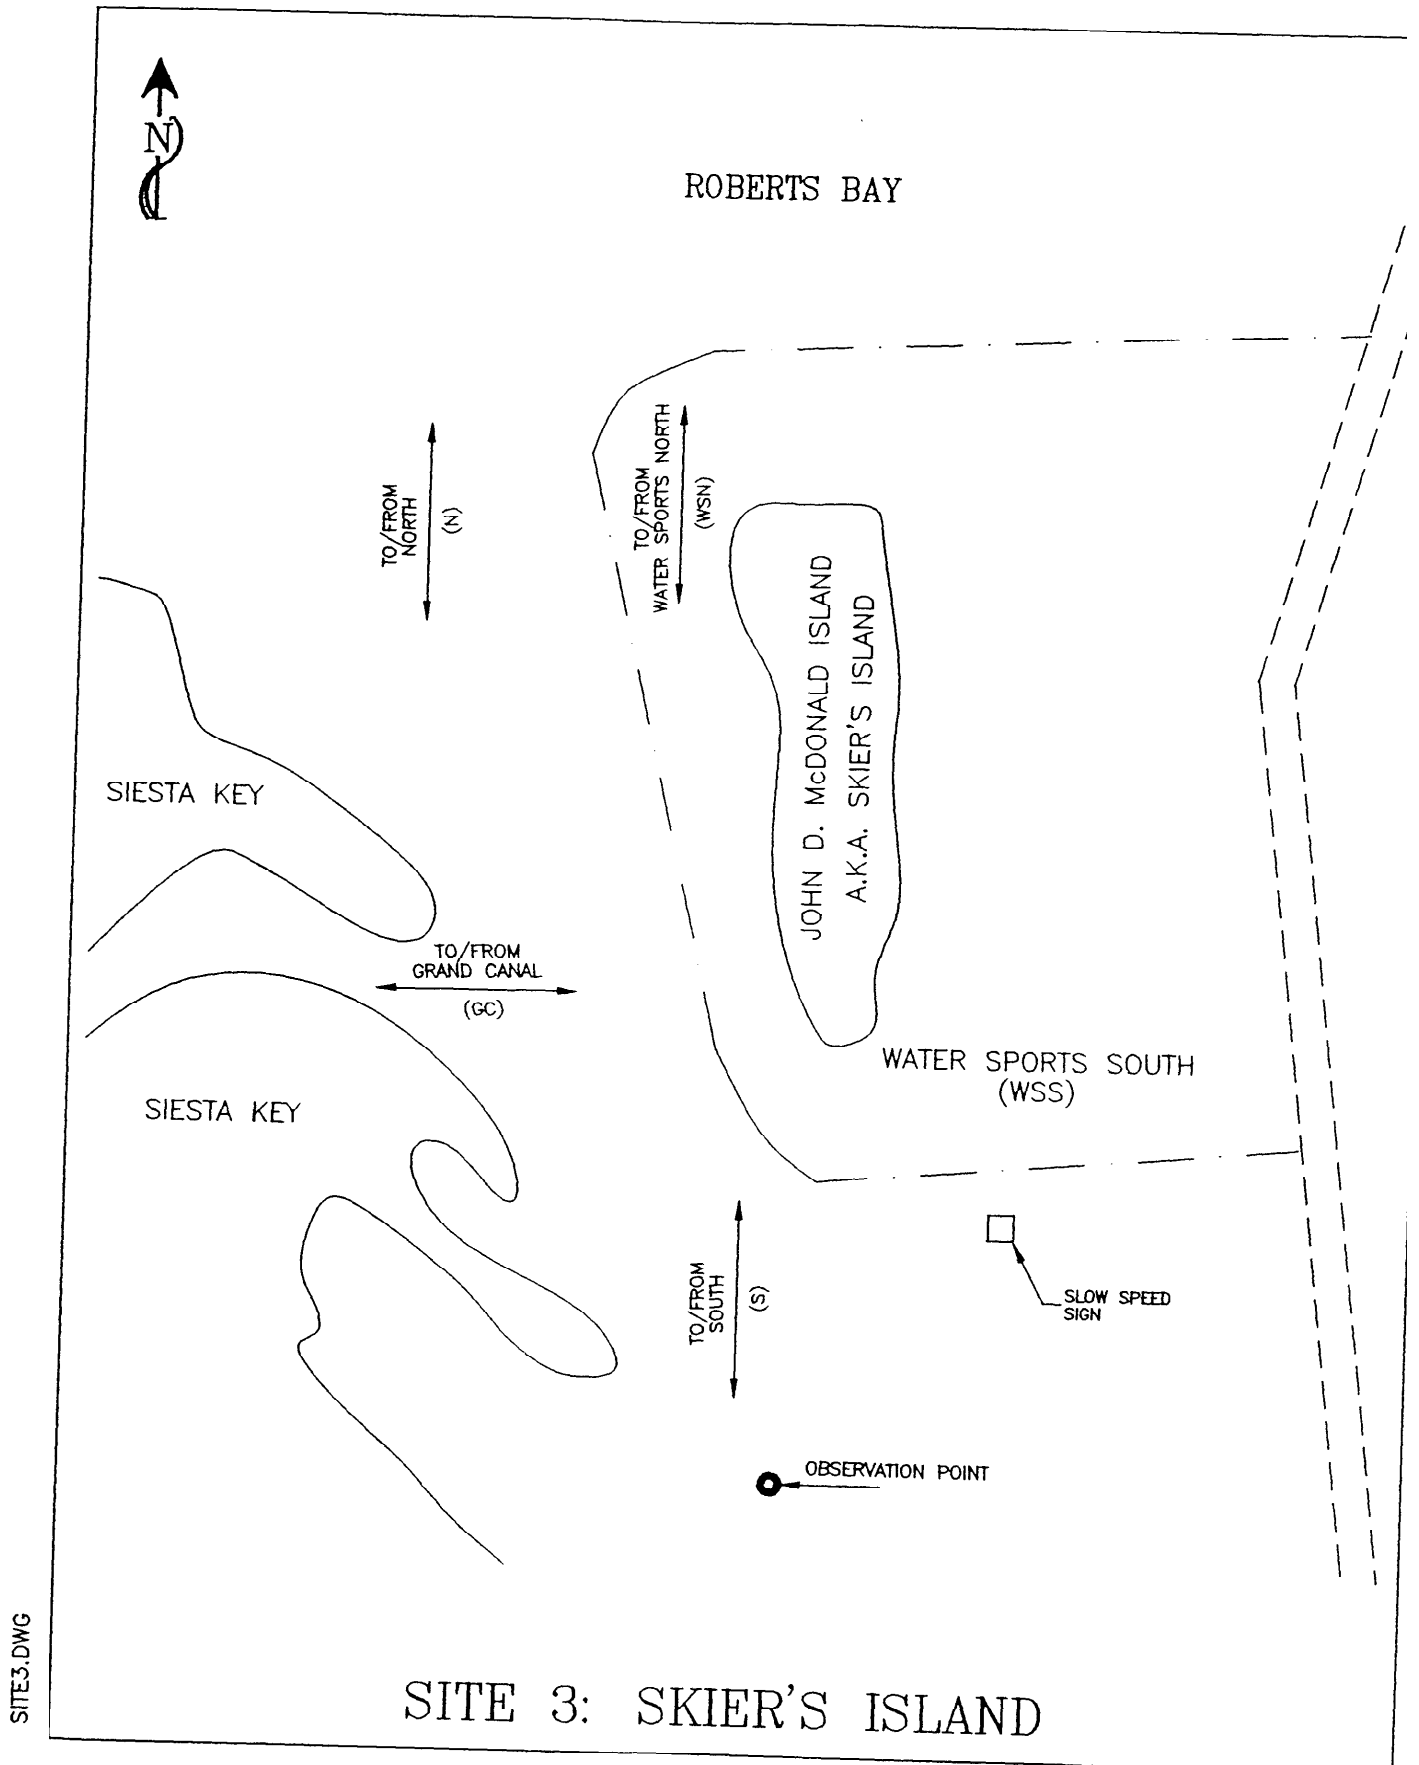 N
ROBERTS BAY
TO/FROM
NORTH
(N)
TO/FROM
WATER SPORTS NORTH
(WSN)
JOHN D. McDONALD ISLAND
A.K.A. SKIER'S ISLAND
SIESTA KEY
TO/FROM
GRAND CANAL
(GC)
WATER SPORTS SOUTH
(WSS)
SIESTA KEY
TO/FROM
SOUTH
(S)
SLOW SPEED
SIGN
OBSERVATION POINT
SITE3.DWG
SITE 3: SKIER'S ISLAND